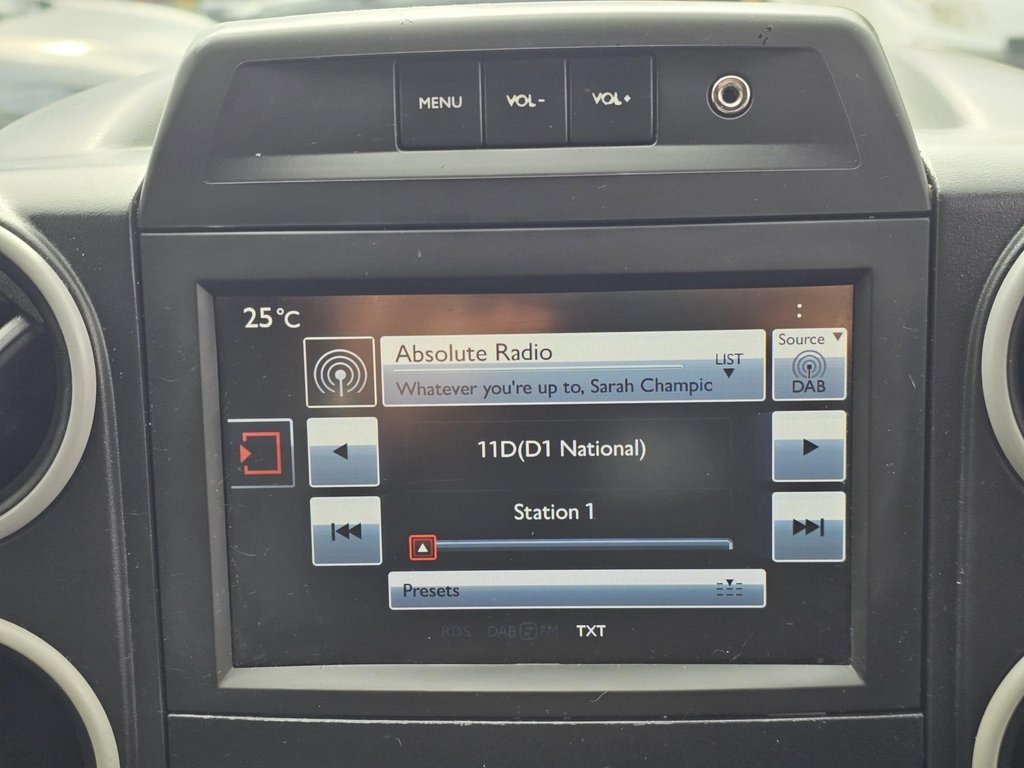 MENU VOL- VOL+
25°C
Absolute Radio
LIST
Whatever you're up to, Sarah Champic
Source
DAB
11D(D1 National)
Station 1
Presets
RDS DAB FM TXT